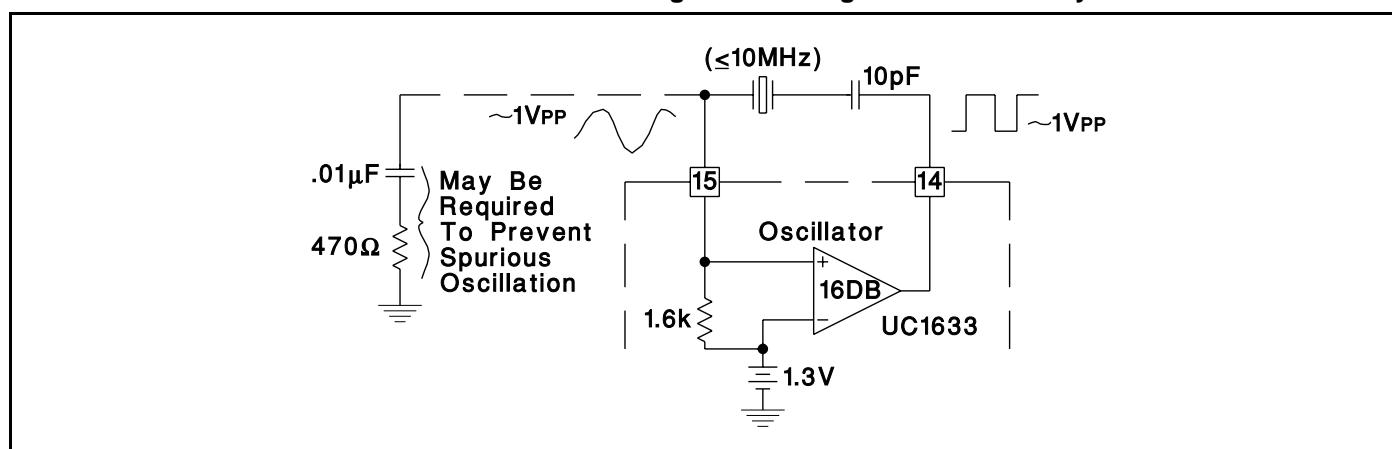 (≤10MHz)
10pF
~1VPP
~1VPP
.01µF
May Be
Required
To Prevent
Spurious
Oscillation
470Ω
15
14
Oscillator
+
16DB
−
1.6k
UC1633
1.3V